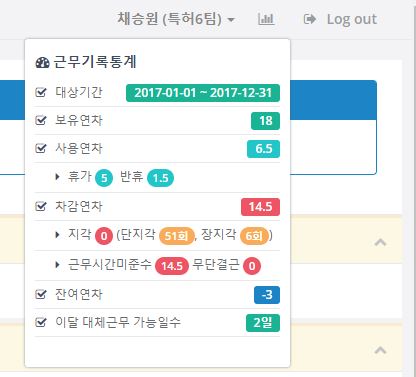 채승원 (특허6팀) Log out
근무기록통계
대상기간 2017-01-01 ~ 2017-12-31
보유연차 18
사용연차 6.5
휴가 5 반휴 1.5
차감연차 14.5
지각 0 (단지각 51회, 장지각 6회)
근무시간미준수 14.5 무단결근 0
잔여연차 -3
이달 대체근무 가능일수 2일